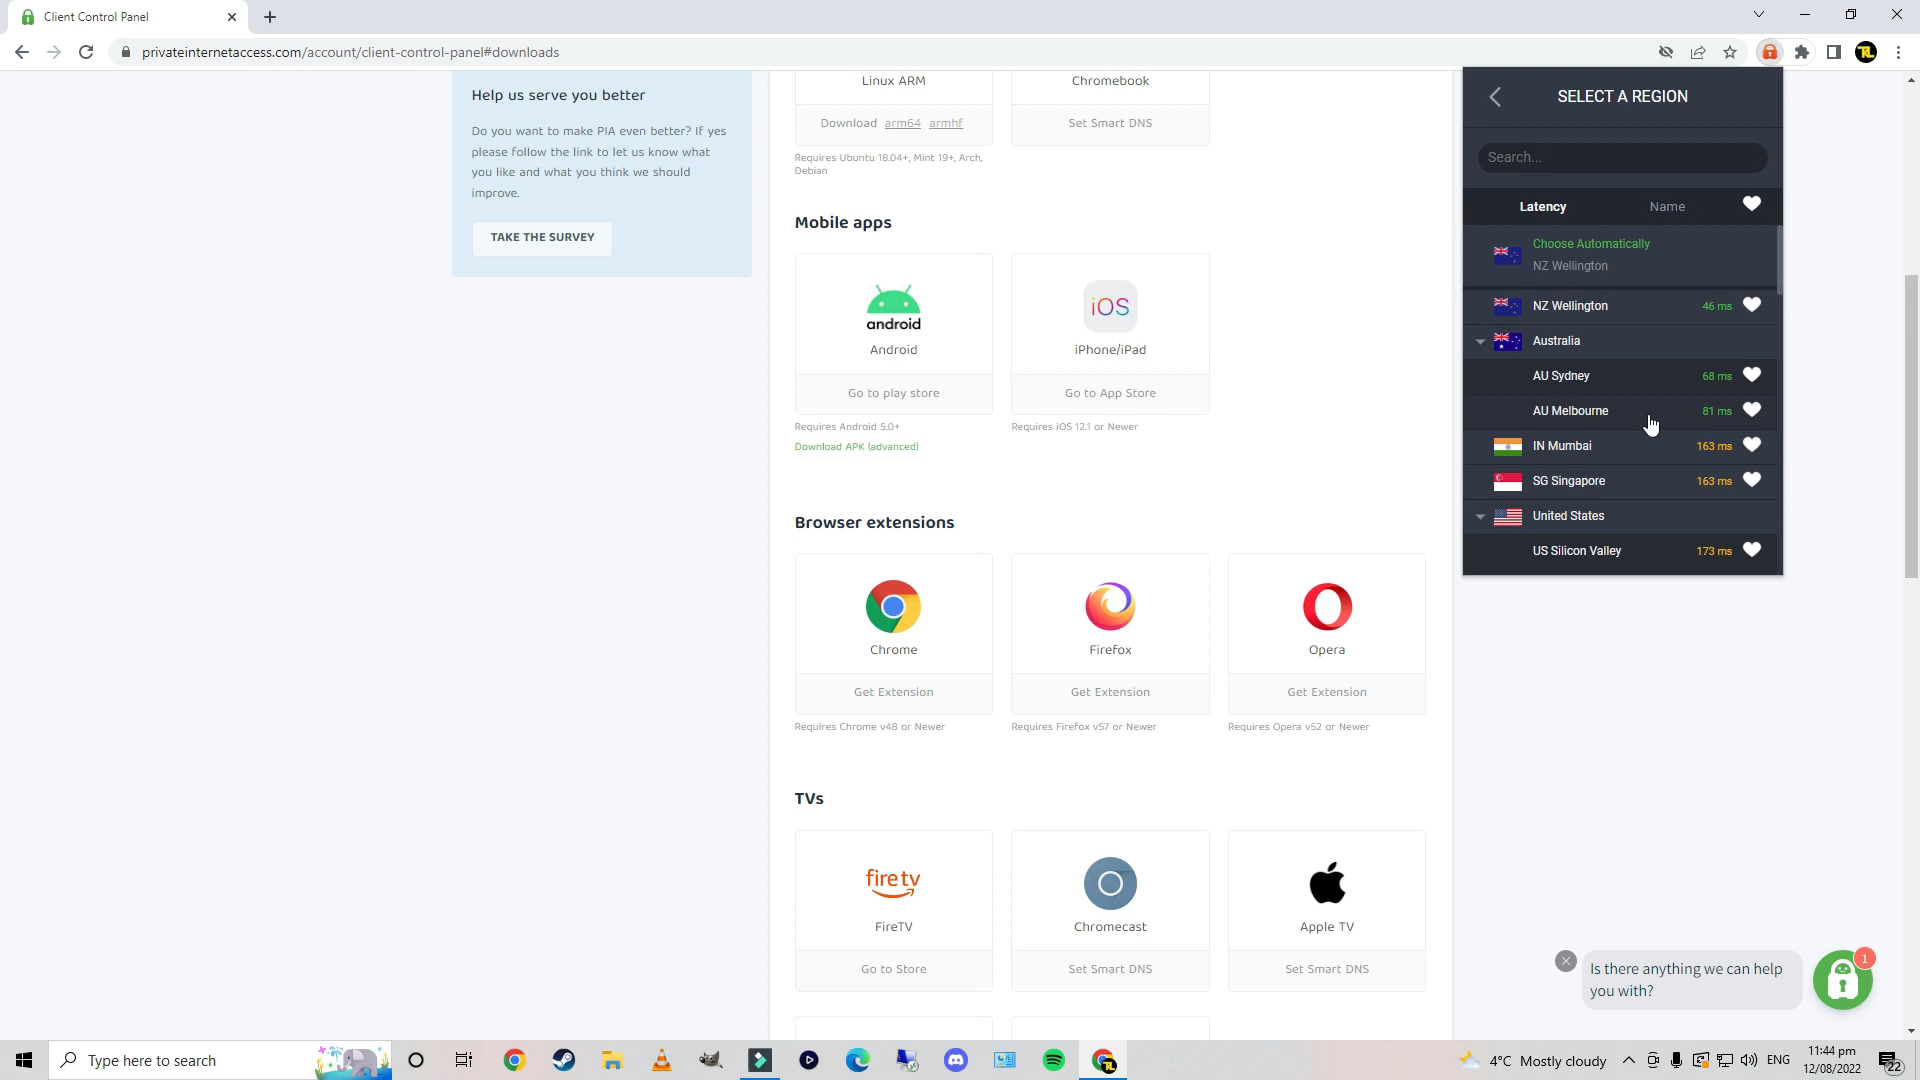 Client Control Panel
privateinternetaccess.com/account/client-control-panel#downloads
TL
Help us serve you better
Do you want to make PIA even better? If yes
please follow the link to let us know what
you like and what you think we should
improve.
TAKE THE SURVEY
Linux ARM
Download arm64 armhf
Requires Ubuntu 18.04+, Mint 19+, Arch,
Debian
Chromebook
Set Smart DNS
Mobile apps
android
Android
Go to play store
Requires Android 5.0+
Download APK (advanced)
iOS
iPhone/iPad
Go to App Store
Requires iOS 12.1 or Newer
Browser extensions
Chrome
Get Extension
Requires Chrome v48 or Newer
Firefox
Get Extension
Requires Firefox v57 or Newer
Opera
Get Extension
Requires Opera v52 or Newer
TVs
fire tv
FireTV
Go to Store
Chromecast
Set Smart DNS
Apple TV
Set Smart DNS
SELECT A REGION
Search...
Latency Name
Choose Automatically
NZ Wellington
NZ Wellington 46 ms
Australia
AU Sydney 68 ms
AU Melbourne 81 ms
IN Mumbai 163 ms
SG Singapore 163 ms
United States
US Silicon Valley 173 ms
Is there anything we can help
you with?
1
Type here to search
TL
4°C Mostly cloudy
ENG
11:44 pm
12/08/2022
22